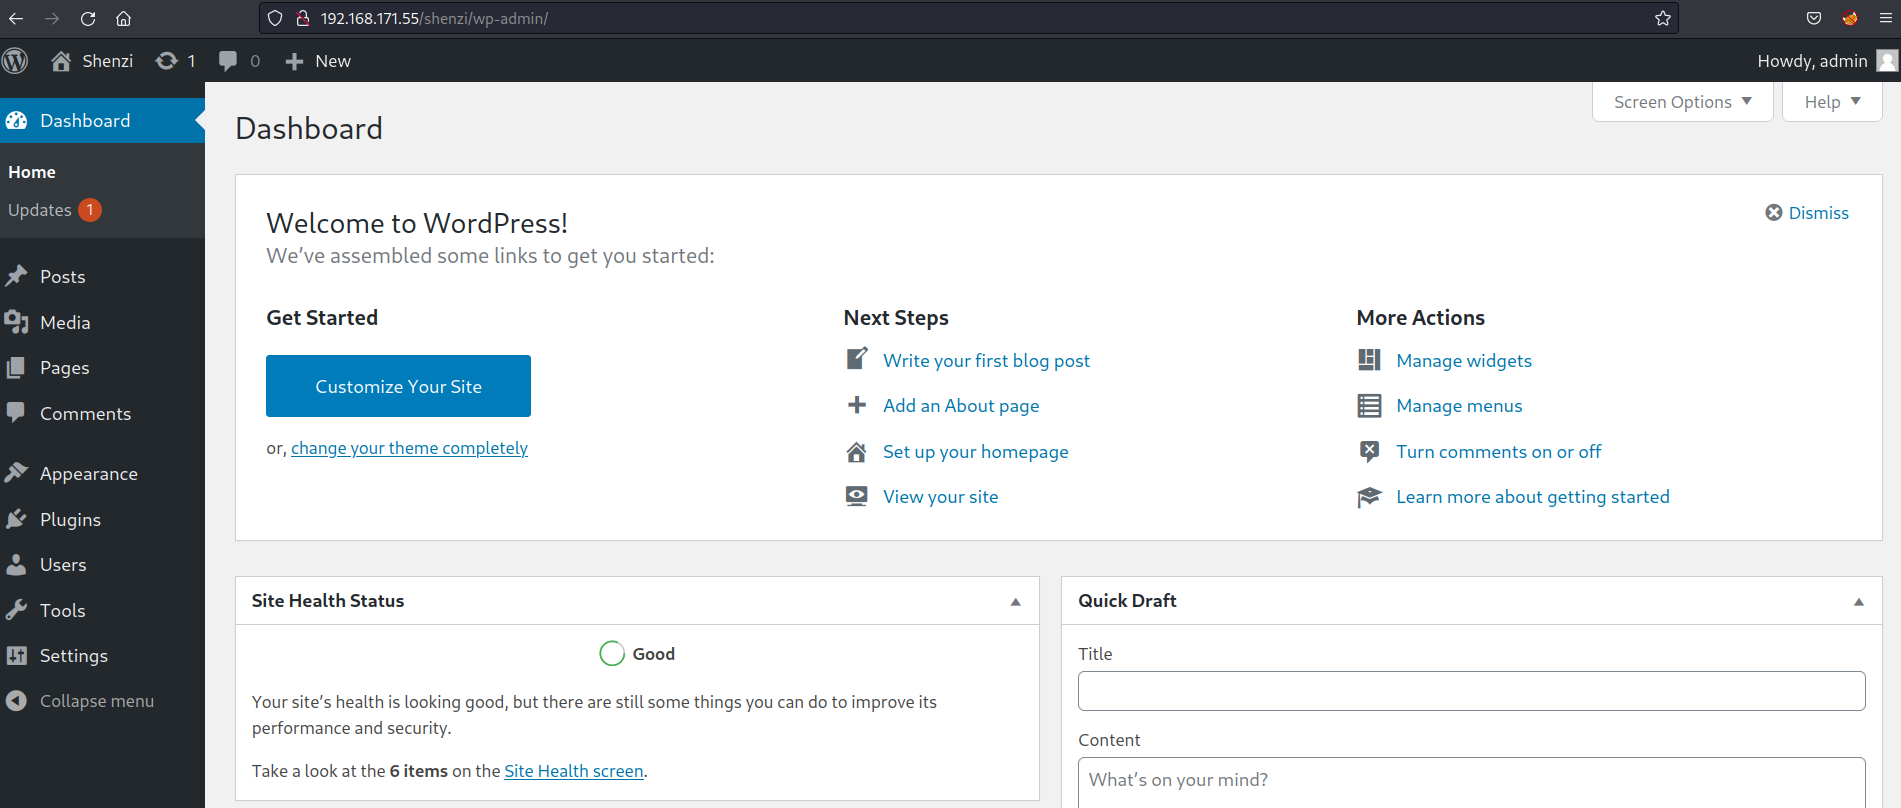 192.168.171.55/shenzi/wp-admin/
Shenzi 1 0 New Howdy, admin
Screen Options Help
Dashboard
Home
Updates 1
Posts
Media
Pages
Comments
Appearance
Plugins
Users
Tools
Settings
Collapse menu
Dashboard
Welcome to WordPress!
We’ve assembled some links to get you started:
Dismiss
Get Started
Customize Your Site
or, change your theme completely
Next Steps
Write your first blog post
Add an About page
Set up your homepage
View your site
More Actions
Manage widgets
Manage menus
Turn comments on or off
Learn more about getting started
Site Health Status
Good
Your site’s health is looking good, but there are still some things you can do to improve its
performance and security.
Take a look at the 6 items on the Site Health screen.
Quick Draft
Title
Content
What’s on your mind?